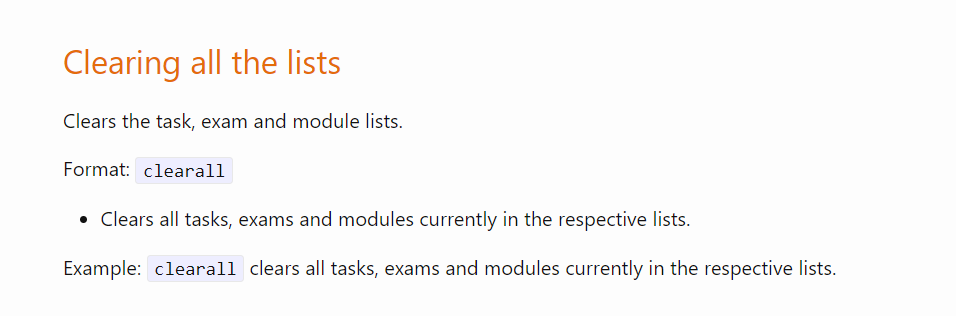 Clearing all the lists
Clears the task, exam and module lists.
Format: clearall
• Clears all tasks, exams and modules currently in the respective lists.
Example: clearall clears all tasks, exams and modules currently in the respective lists.